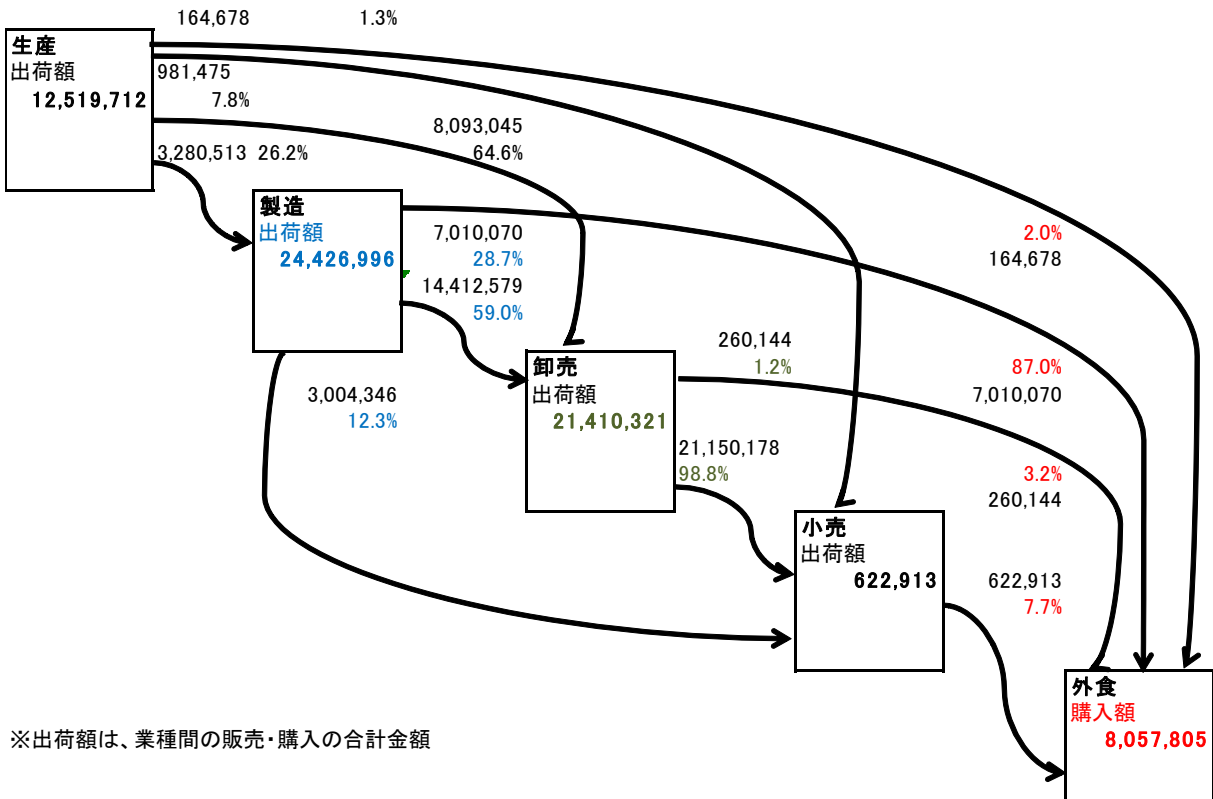 164,678 1.3%
生産
出荷額
12,519,712
981,475
7.8%
8,093,045
64.6%
3,280,513 26.2%
製造
出荷額
24,426,996
7,010,070
28.7%
14,412,579
59.0%
2.0%
164,678
3,004,346
12.3%
卸売
出荷額
21,410,321
260,144
1.2%
87.0%
7,010,070
21,150,178
98.8%
3.2%
260,144
小売
出荷額
622,913
622,913
7.7%
外食
購入額
8,057,805
※出荷額は、業種間の販売・購入の合計金額